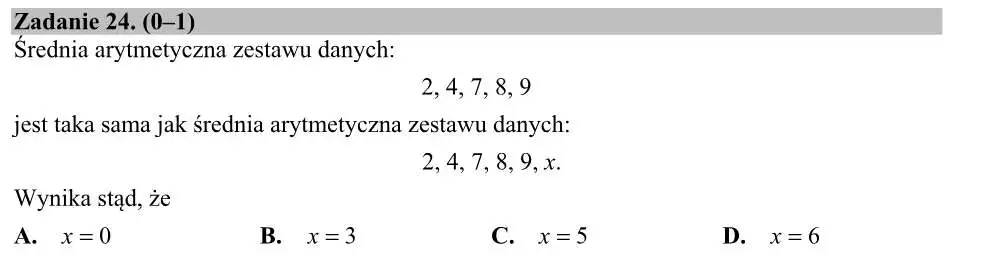 Zadanie 24. (0–1)
Średnia arytmetyczna zestawu danych:
2, 4, 7, 8, 9
jest taka sama jak średnia arytmetyczna zestawu danych:
2, 4, 7, 8, 9, x.
Wynika stąd, że
A. x = 0 B. x = 3 C. x = 5 D. x = 6